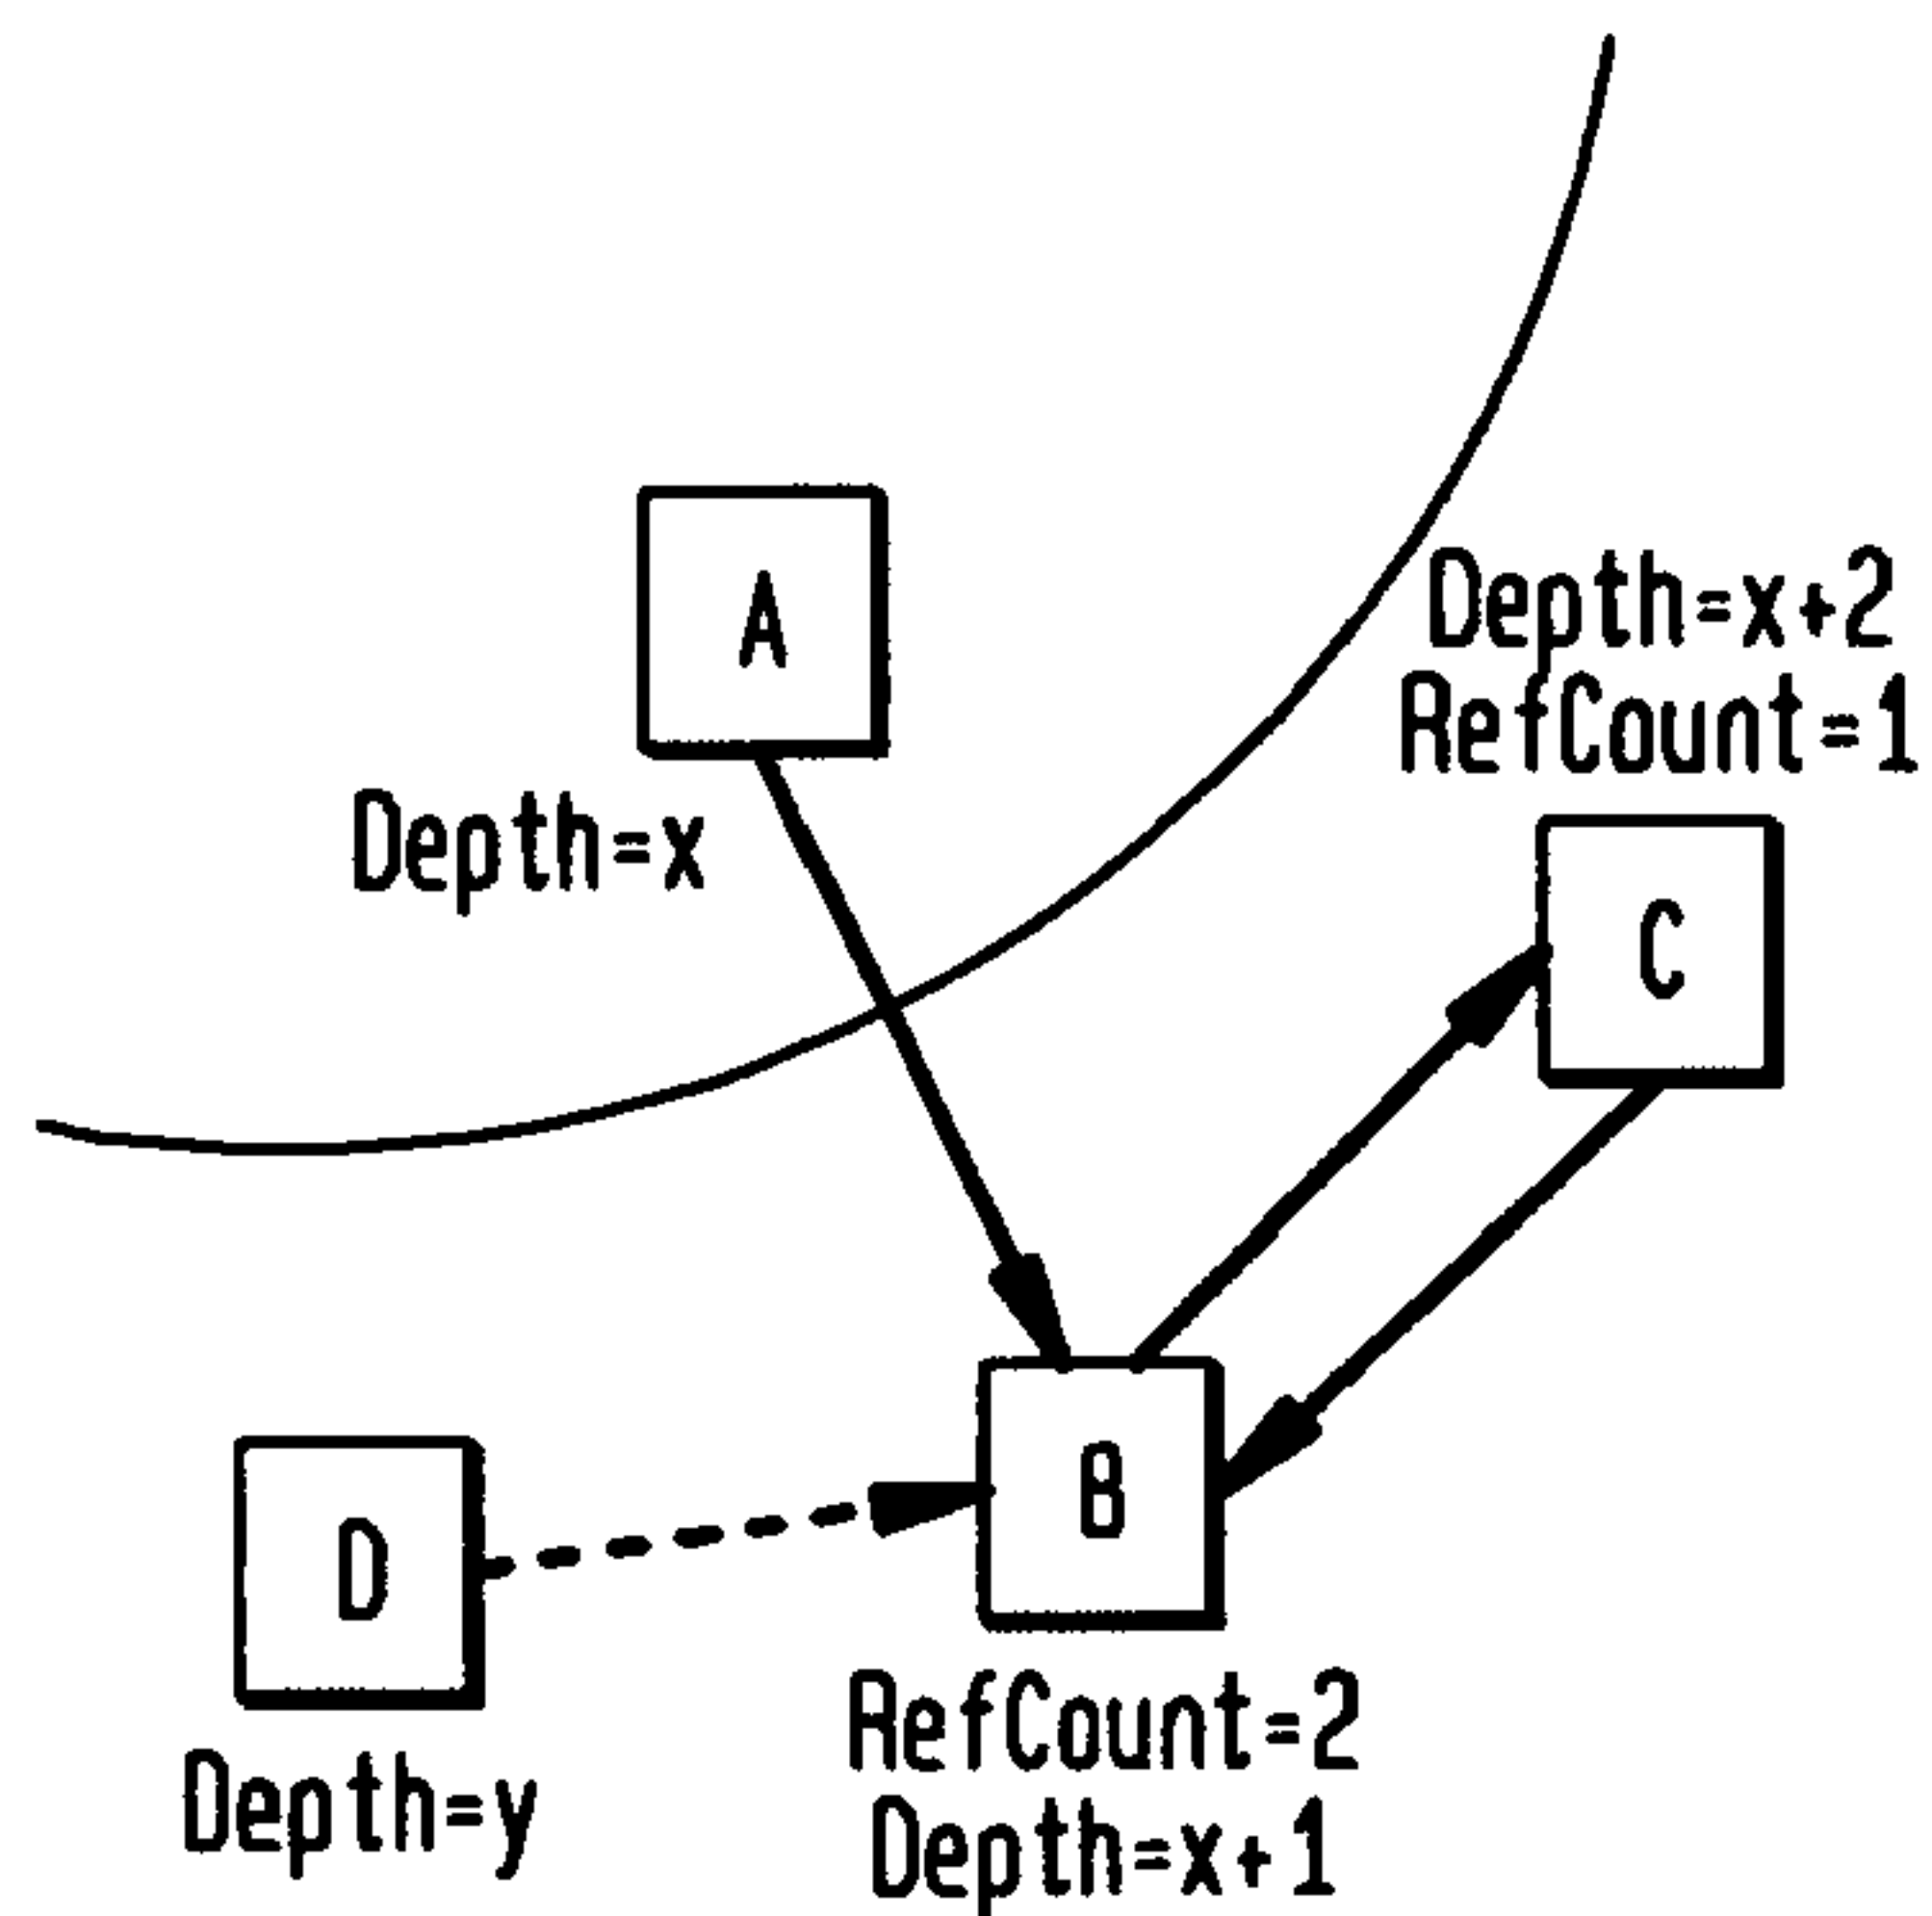 A
Depth=x
Depth=x+2
RefCount=1
C
B
D
RefCount=2
Depth=x+1
Depth=y